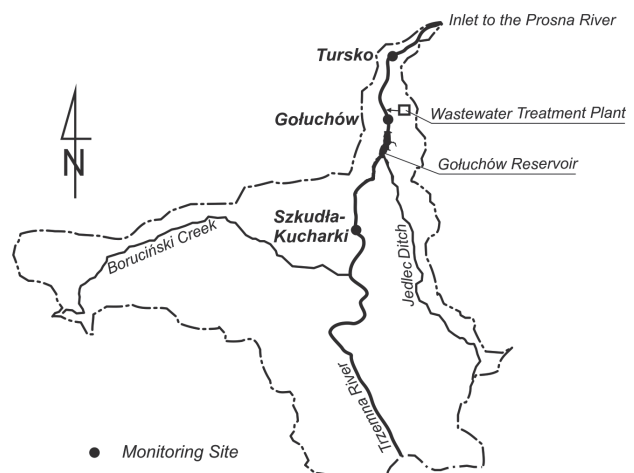 Inlet to the Prosna River
Tursko
Gołuchów
Wastewater Treatment Plant
Gołuchów Reservoir
N
Szkudła-
Kucharki
Boruciński Creek
Jedlec Ditch
Trzemna River
Monitoring Site